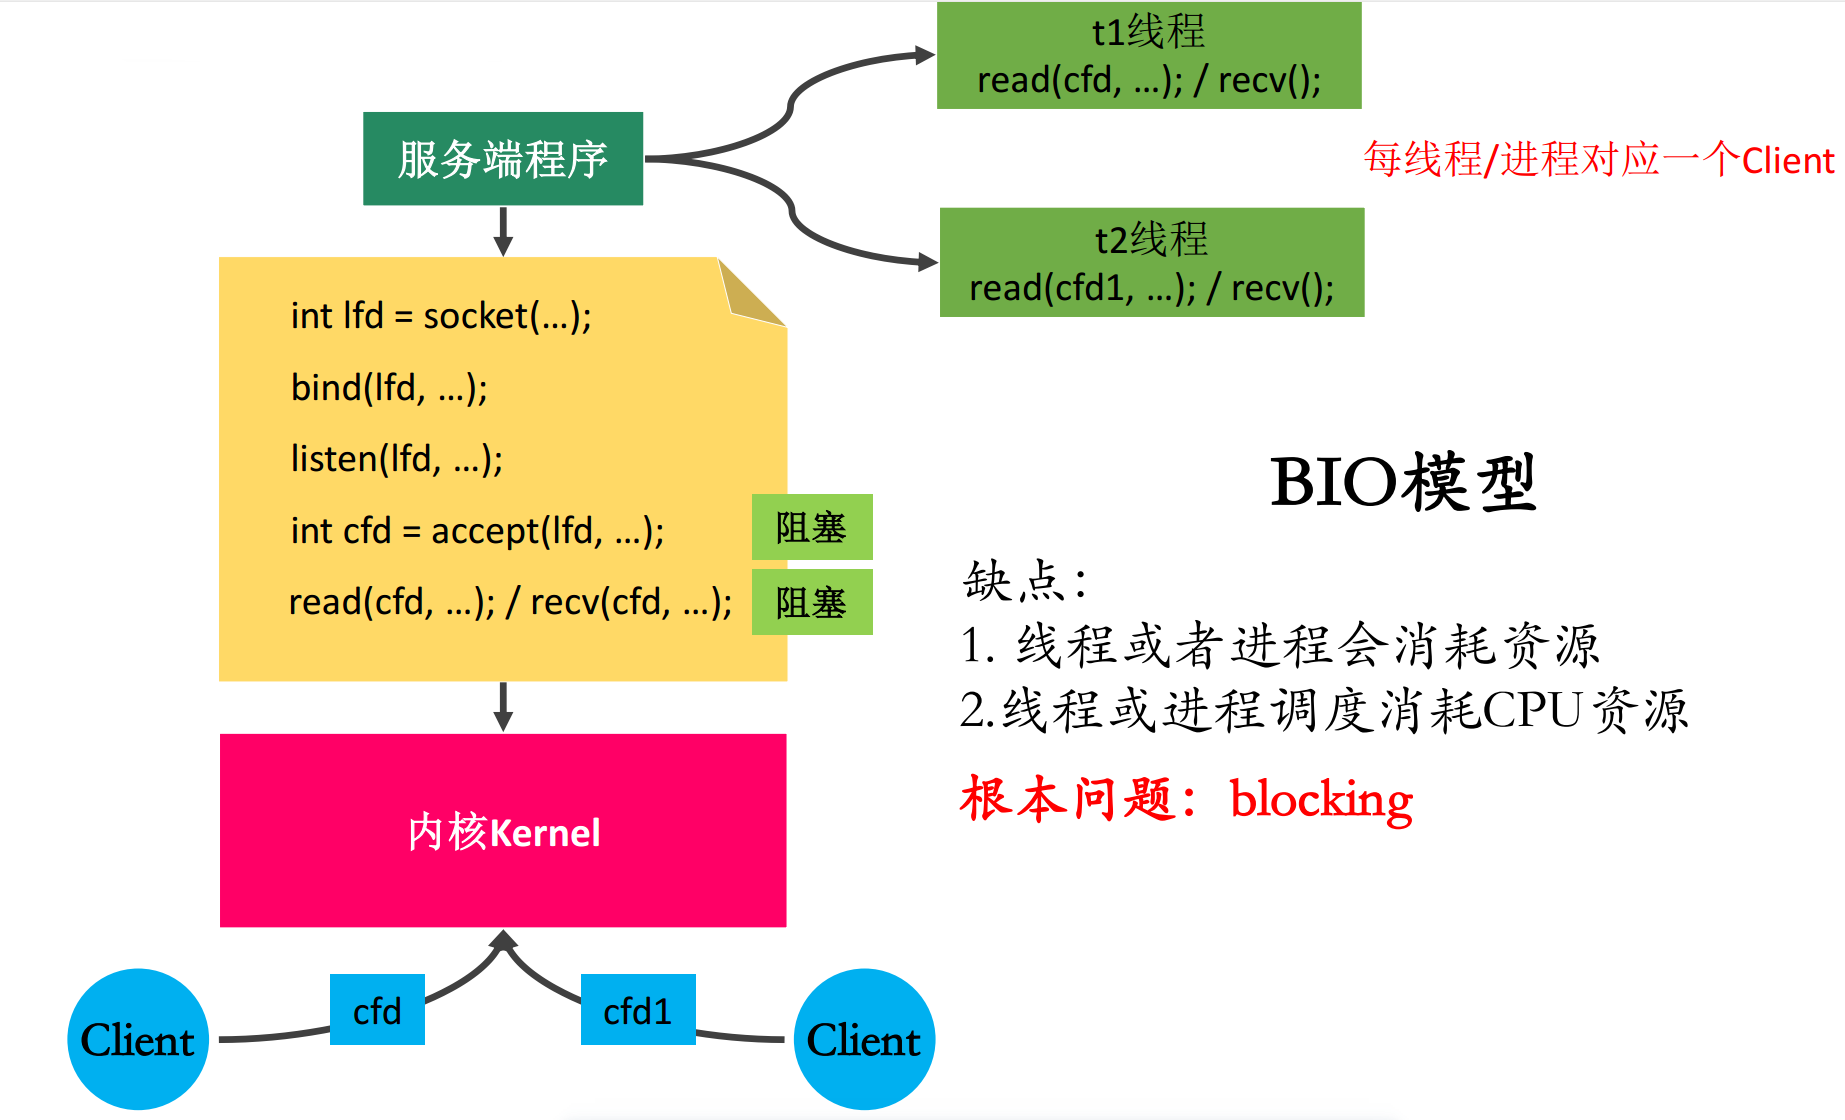 t1线程
read(cfd, …); / recv();
服务端程序
每线程/进程对应一个Client
t2线程
read(cfd1, …); / recv();
int lfd = socket(…);
bind(lfd, …);
listen(lfd, …);
int cfd = accept(lfd, …);
阻塞
read(cfd, …); / recv(cfd, …);
阻塞
BIO模型
缺点：
1. 线程或者进程会消耗资源
2.线程或进程调度消耗CPU资源
根本问题：blocking
内核Kernel
cfd
cfd1
Client
Client